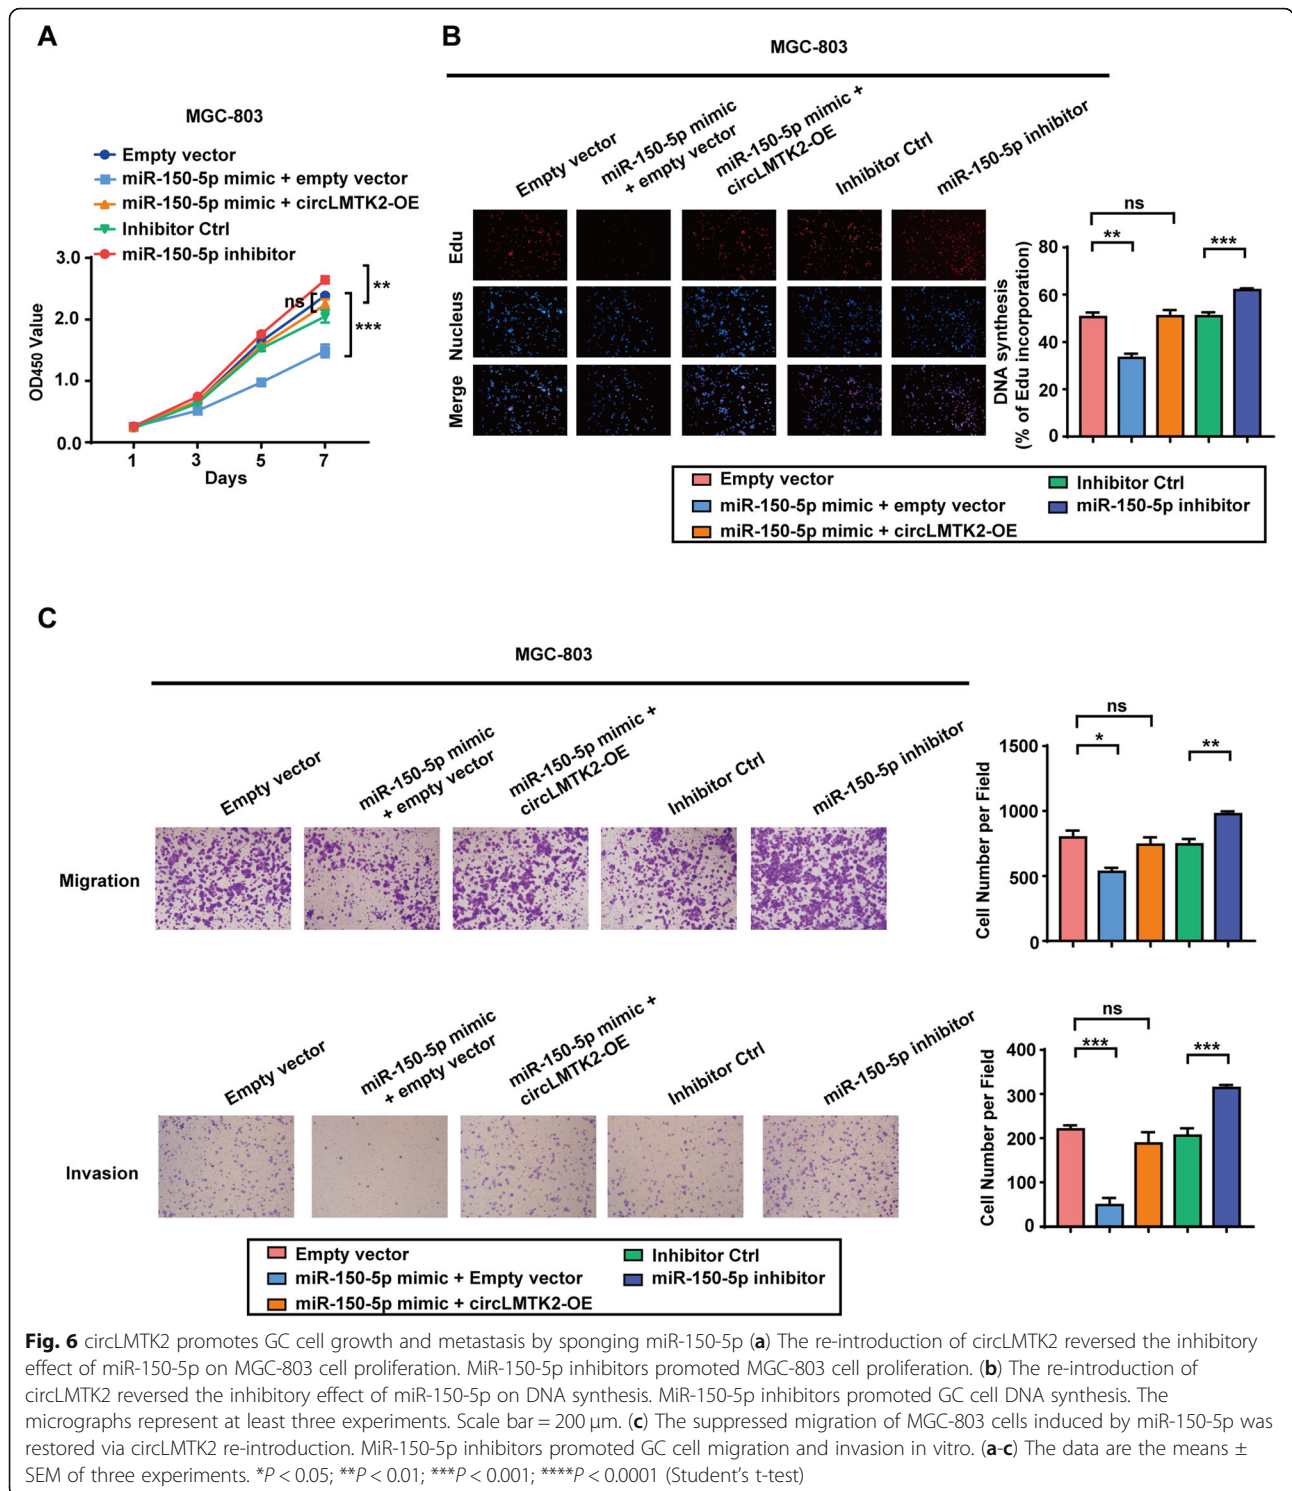 A
MGC-803
Empty vector
miR-150-5p mimic + empty vector
miR-150-5p mimic + circLMTK2-OE
Inhibitor Ctrl
miR-150-5p inhibitor
3.0
2.0
1.0
0.0
OD450 Value
ns
**
***
1 3 5 7
Days
B
MGC-803
Empty vector
miR-150-5p mimic
+ empty vector
miR-150-5p mimic +
circLMTK2-OE
Inhibitor Ctrl
miR-150-5p inhibitor
Edu
Nucleus
Merge
DNA synthesis
(% of Edu incorporation)
80
60
40
20
0
ns
**
***
Empty vector
miR-150-5p mimic + empty vector
miR-150-5p mimic + circLMTK2-OE
Inhibitor Ctrl
miR-150-5p inhibitor
C
MGC-803
Empty vector
miR-150-5p mimic
+ empty vector
miR-150-5p mimic +
circLMTK2-OE
Inhibitor Ctrl
miR-150-5p inhibitor
Migration
Cell Number per Field
1500
1000
500
0
ns
*
**
Empty vector
miR-150-5p mimic
+ empty vector
miR-150-5p mimic +
circLMTK2-OE
Inhibitor Ctrl
miR-150-5p inhibitor
Invasion
Cell Number per Field
400
300
200
100
0
ns
***
***
Empty vector
miR-150-5p mimic + Empty vector
miR-150-5p mimic + circLMTK2-OE
Inhibitor Ctrl
miR-150-5p inhibitor
Fig. 6 circLMTK2 promotes GC cell growth and metastasis by sponging miR-150-5p (a) The re-introduction of circLMTK2 reversed the inhibitory
effect of miR-150-5p on MGC-803 cell proliferation. MiR-150-5p inhibitors promoted MGC-803 cell proliferation. (b) The re-introduction of
circLMTK2 reversed the inhibitory effect of miR-150-5p on DNA synthesis. MiR-150-5p inhibitors promoted GC cell DNA synthesis. The
micrographs represent at least three experiments. Scale bar = 200 μm. (c) The suppressed migration of MGC-803 cells induced by miR-150-5p was
restored via circLMTK2 re-introduction. MiR-150-5p inhibitors promoted GC cell migration and invasion in vitro. (a-c) The data are the means ±
SEM of three experiments. *P < 0.05; **P < 0.01; ***P < 0.001; ****P < 0.0001 (Student's t-test)